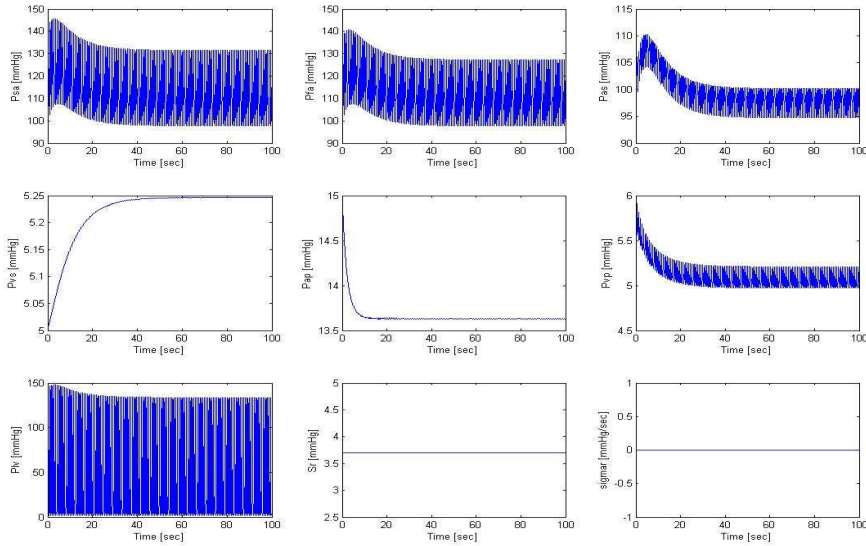 Psa [mmHg]
150
140
130
120
110
100
90
0 20 40 60 80 100
Time [sec]
Pfa [mmHg]
150
140
130
120
110
100
90
0 20 40 60 80 100
Time [sec]
Pas [mmHg]
115
110
105
100
95
90
0 20 40 60 80 100
Time [sec]
Pvs [mmHg]
5.25
5.2
5.15
5.1
5.05
5
0 20 40 60 80 100
Time [sec]
Pap [mmHg]
15
14.5
14
13.5
0 20 40 60 80 100
Time [sec]
Pvp [mmHg]
6
5.5
5
4.5
0 20 40 60 80 100
Time [sec]
Plv [mmHg]
150
100
50
0
0 20 40 60 80 100
Time [sec]
Sr [mmHg]
5
4.5
4
3.5
3
2.5
0 20 40 60 80 100
Time [sec]
sigmar [mmHg/sec]
1
0.5
0
-0.5
-1
0 20 40 60 80 100
Time [sec]